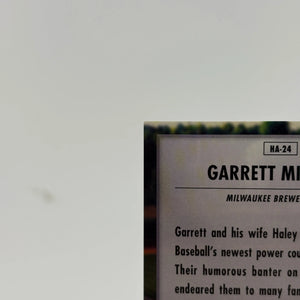 HA-24
GARRETT MI
MILWAUKEE BREWE
Garrett and his wife Haley
Baseball's newest power cou
Their humorous banter on
endeared them to many fan